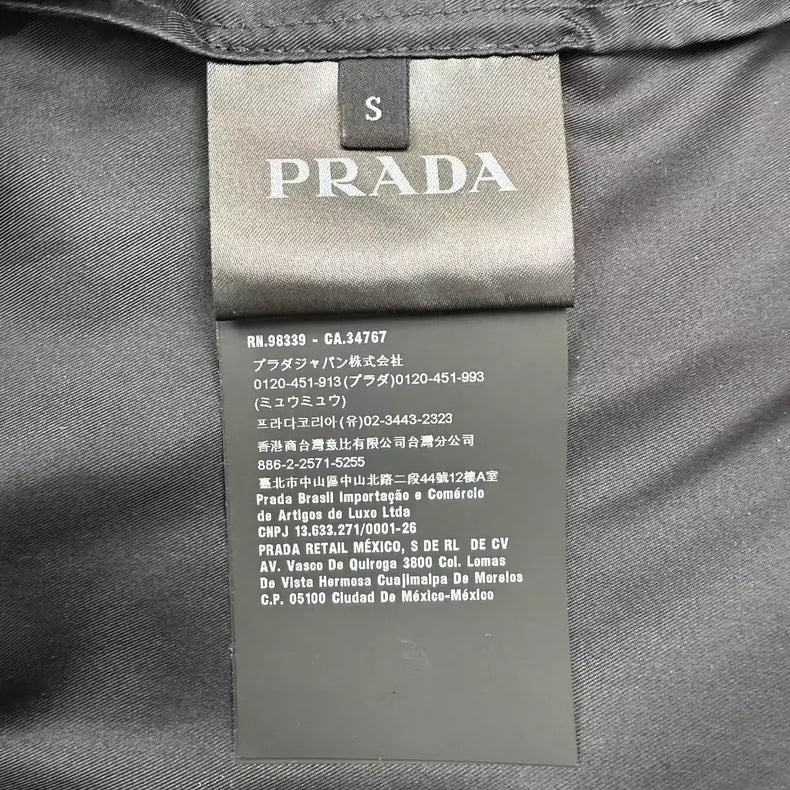 S
PRADA
RN.98339 - CA.34767
プラダジャパン株式会社
0120-451-913(プラダ)0120-451-993
(ミュウミュウ)
프라다코리아(유)02-3443-2323
香港商台灣意比有限公司台灣分公司
886-2-2571-5255
臺北市中山區中山北路二段44號12樓A室
Prada Brasil Importação e Comércio
de Artigos de Luxo Ltda
CNPJ 13.633.271/0001-26
PRADA RETAIL MÉXICO, S DE RL DE CV
AV. Vasco De Quiroga 3800 Col. Lomas
De Vista Hermosa Cuajimalpa De Morelos
C.P. 05100 Ciudad De México-México